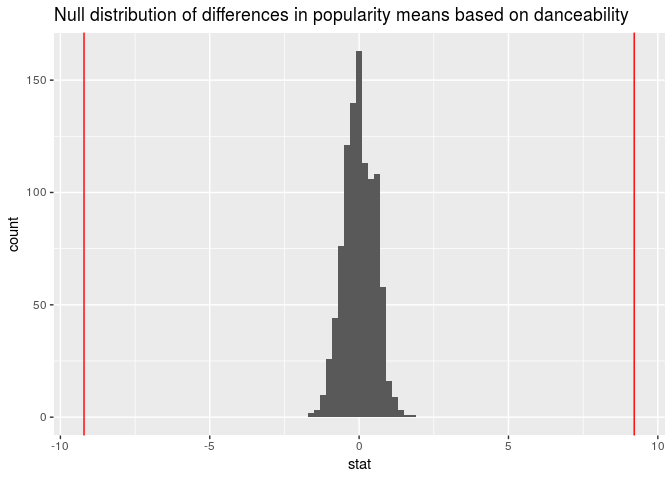 Null distribution of differences in popularity means based on danceability
150
100
50
0
count
-10 -5 0 5 10
stat